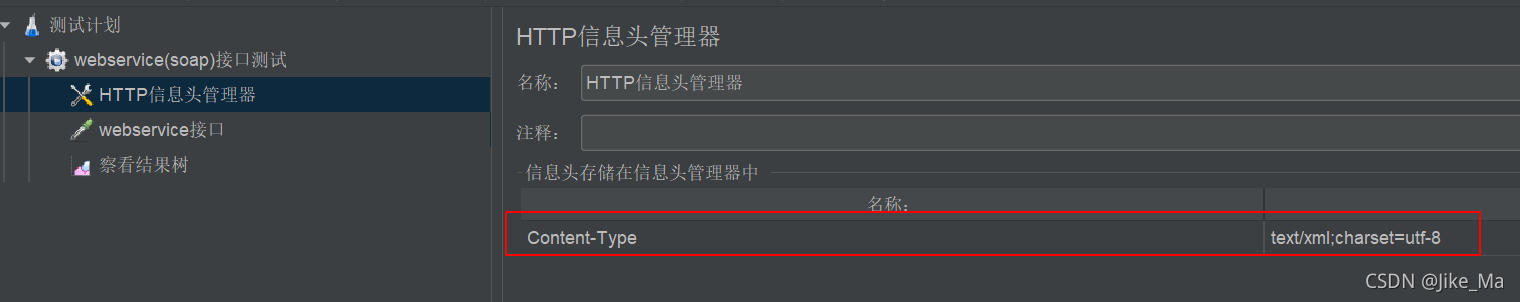 测试计划
webservice(soap)接口测试
HTTP信息头管理器
webservice接口
察看结果树
HTTP信息头管理器
名称： HTTP信息头管理器
注释：
信息头存储在信息头管理器中
名称：
Content-Type text/xml;charset=utf-8
CSDN @Jike_Ma